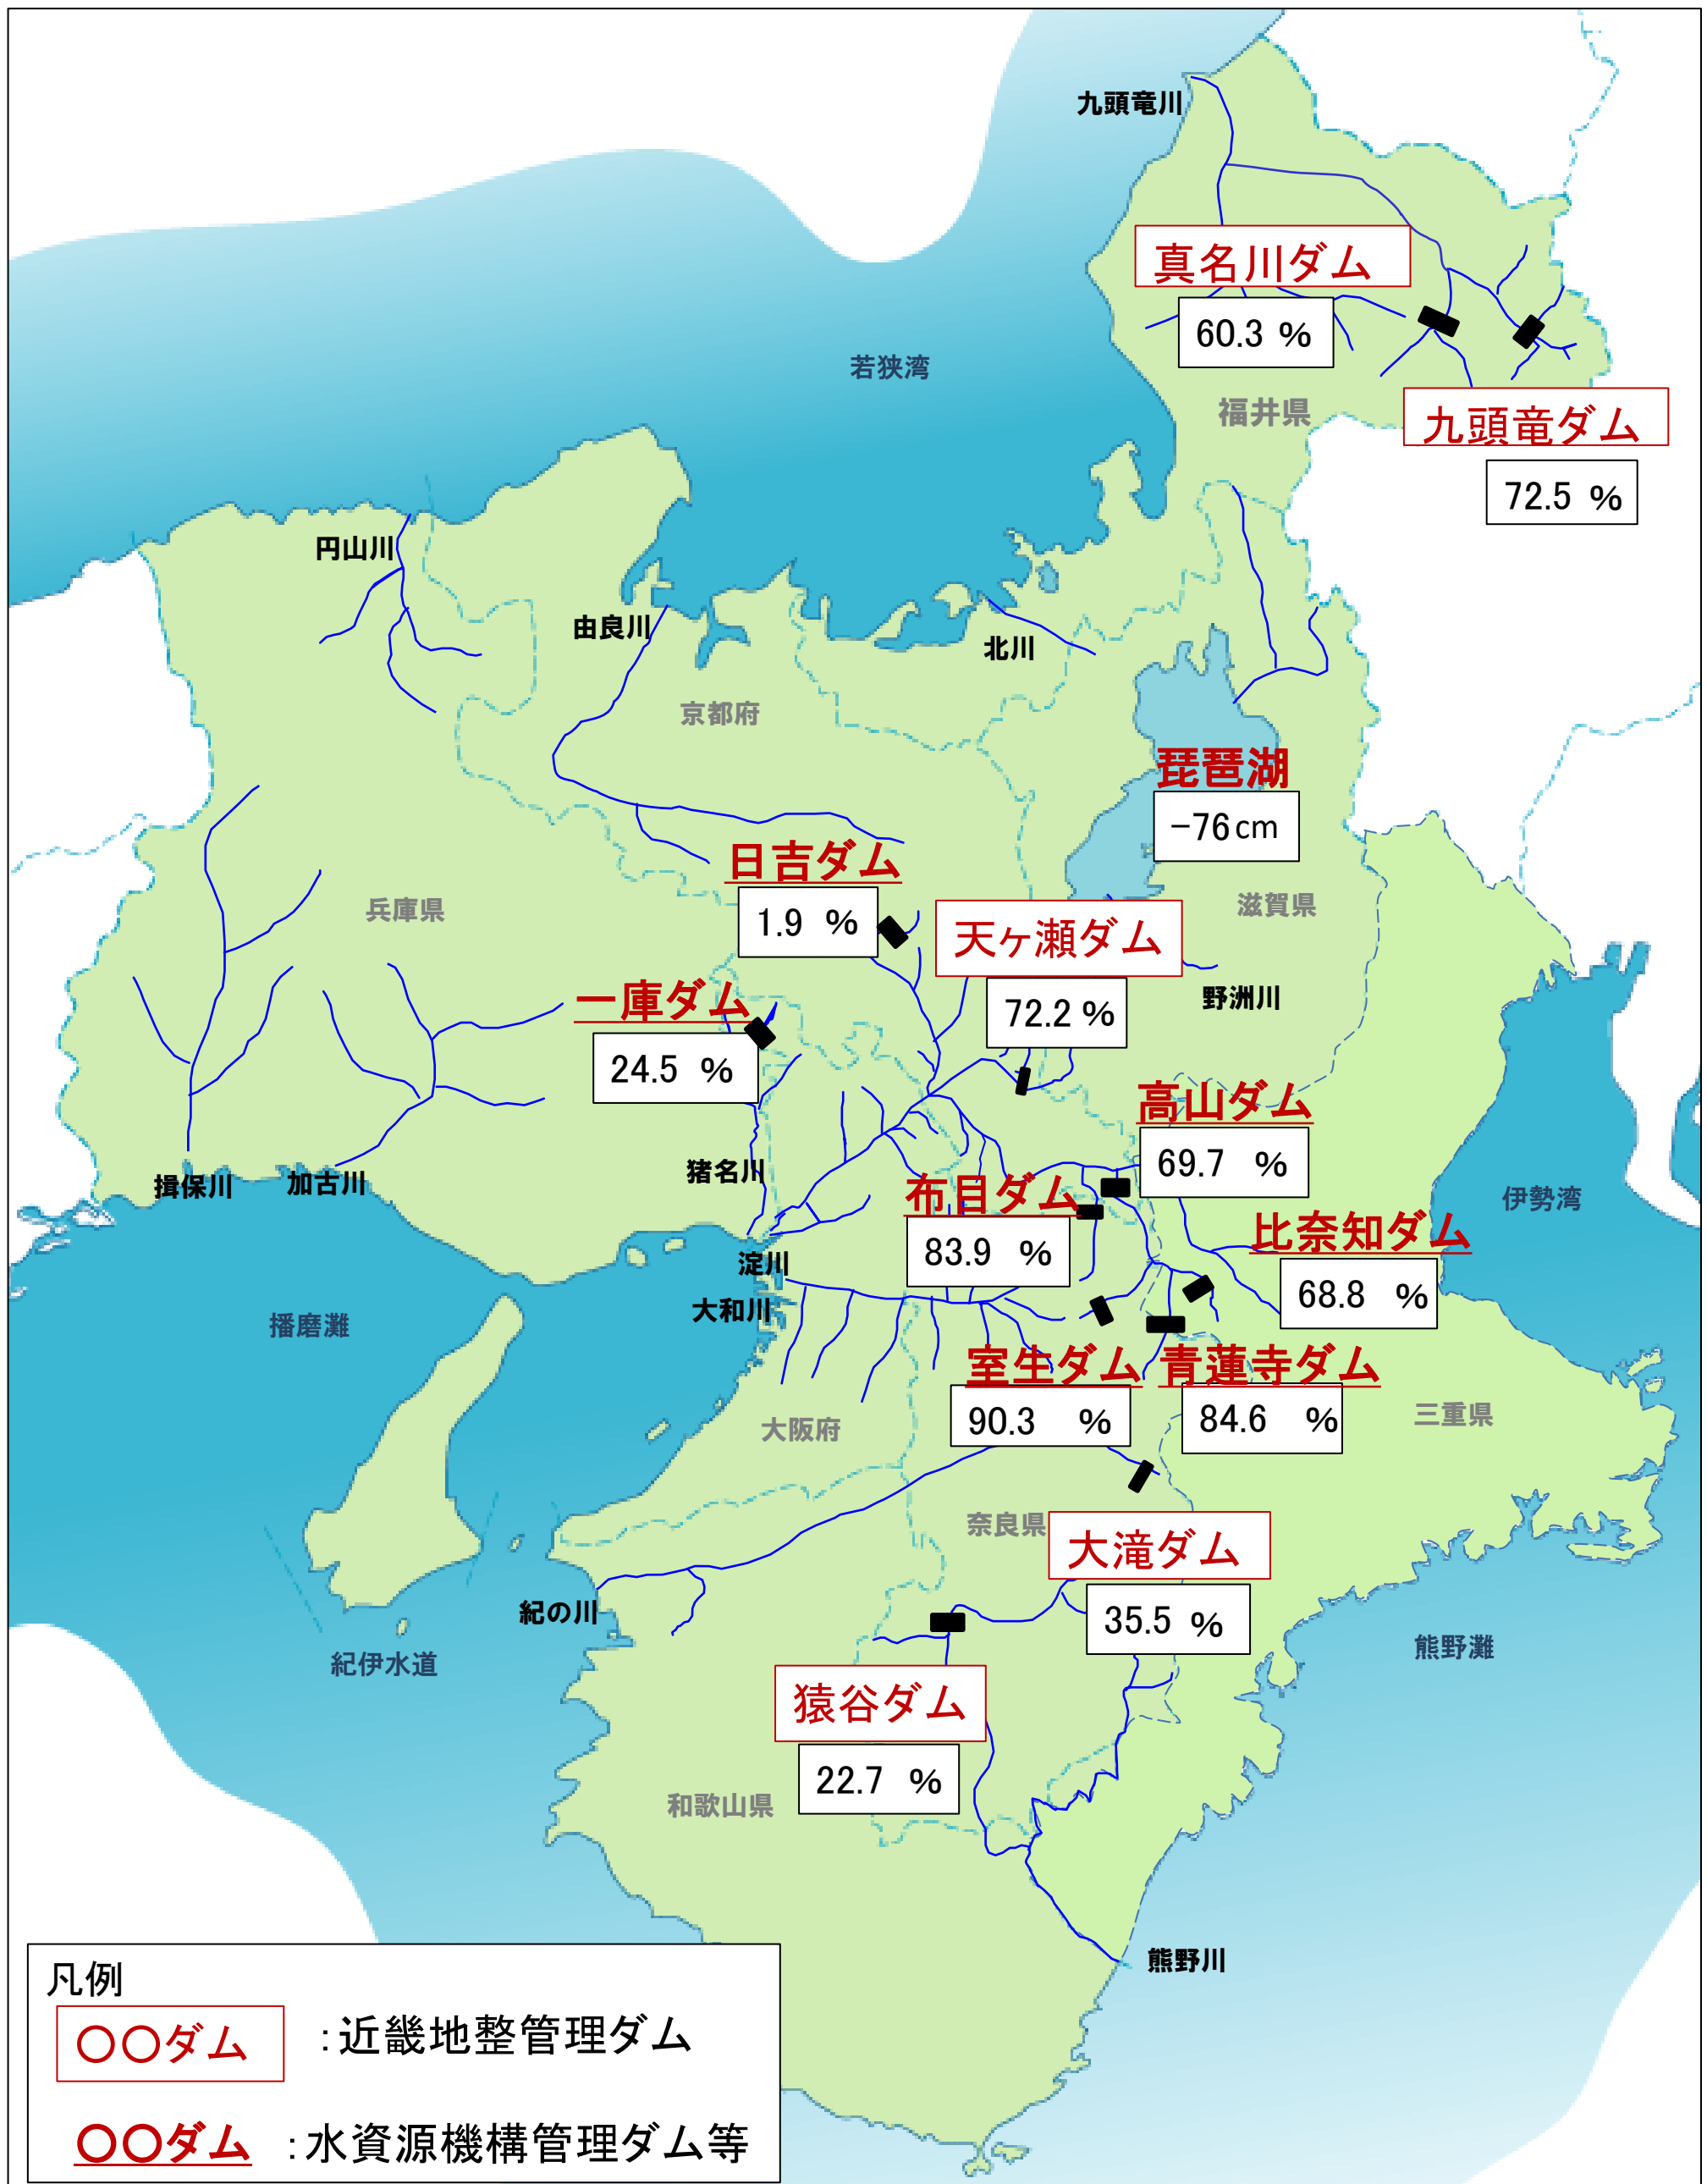 九頭竜川
真名川ダム
60.3 %
若狭湾
福井県
九頭竜ダム
72.5 %
円山川
由良川
北川
京都府
琵琶湖
−76cm
日吉ダム
1.9 %
兵庫県
天ヶ瀬ダム
72.2 %
滋賀県
野洲川
一庫ダム
24.5 %
高山ダム
69.7 %
猪名川
揖保川
加古川
布目ダム
83.9 %
伊勢湾
比奈知ダム
68.8 %
淀川
大和川
播磨灘
室生ダム
90.3 %
青蓮寺ダム
84.6 %
三重県
大阪府
奈良県
大滝ダム
35.5 %
紀の川
紀伊水道
熊野灘
猿谷ダム
22.7 %
和歌山県
熊野川
凡例
〇〇ダム :近畿地整管理ダム
〇〇ダム :水資源機構管理ダム等